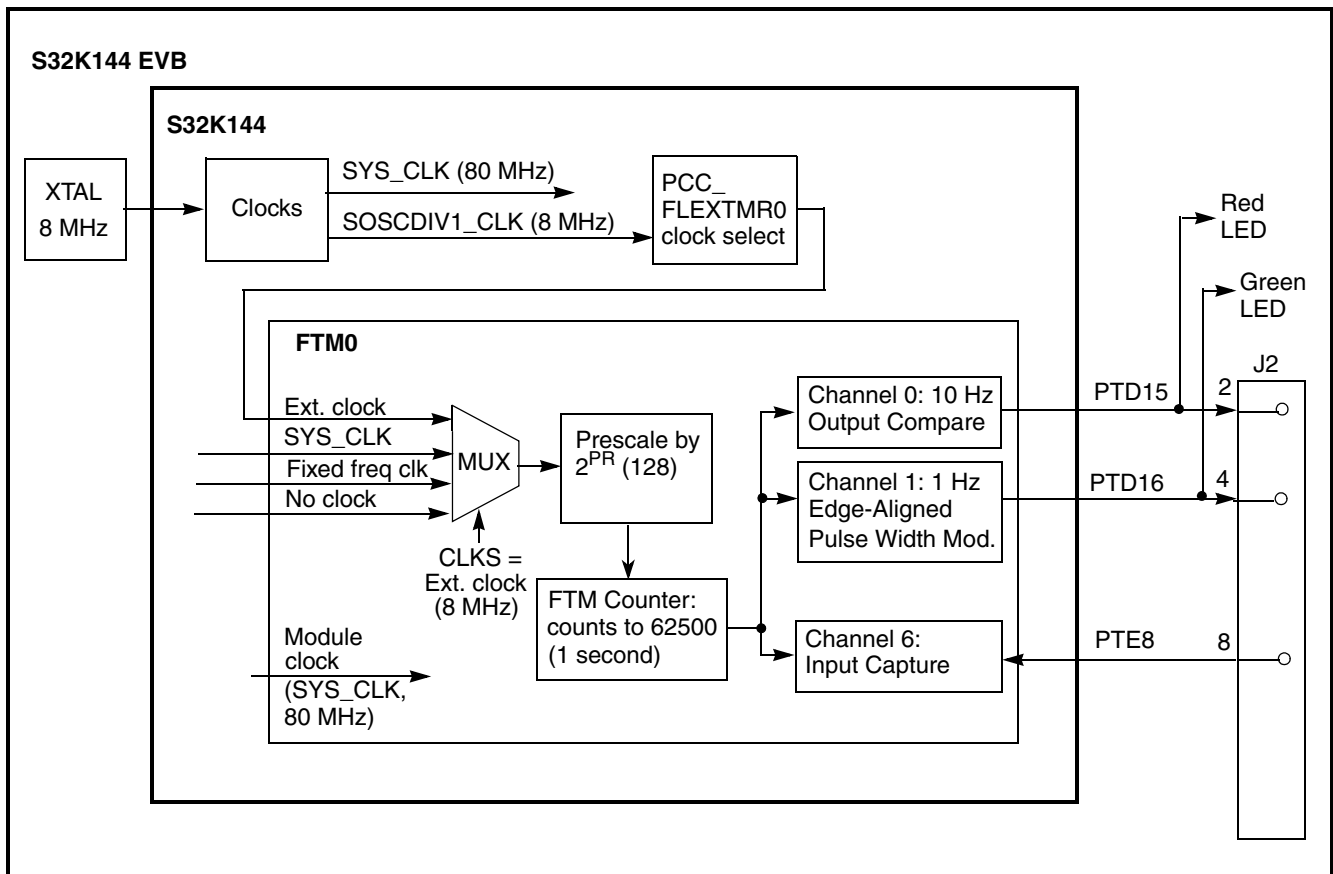 S32K144 EVB
S32K144
XTAL
8 MHz
Clocks
SYS_CLK (80 MHz)
SOSCDIV1_CLK (8 MHz)
PCC_
FLEXTMR0
clock select
Red
LED
Green
LED
FTM0
Ext. clock
SYS_CLK
Fixed freq clk
No clock
MUX
CLKS =
Ext. clock
(8 MHz)
Prescale by
2^PR (128)
FTM Counter:
counts to 62500
(1 second)
Module
clock
(SYS_CLK,
80 MHz)
Channel 0: 10 Hz
Output Compare
Channel 1: 1 Hz
Edge-Aligned
Pulse Width Mod.
Channel 6:
Input Capture
PTD15
2
PTD16
4
PTE8
8
J2